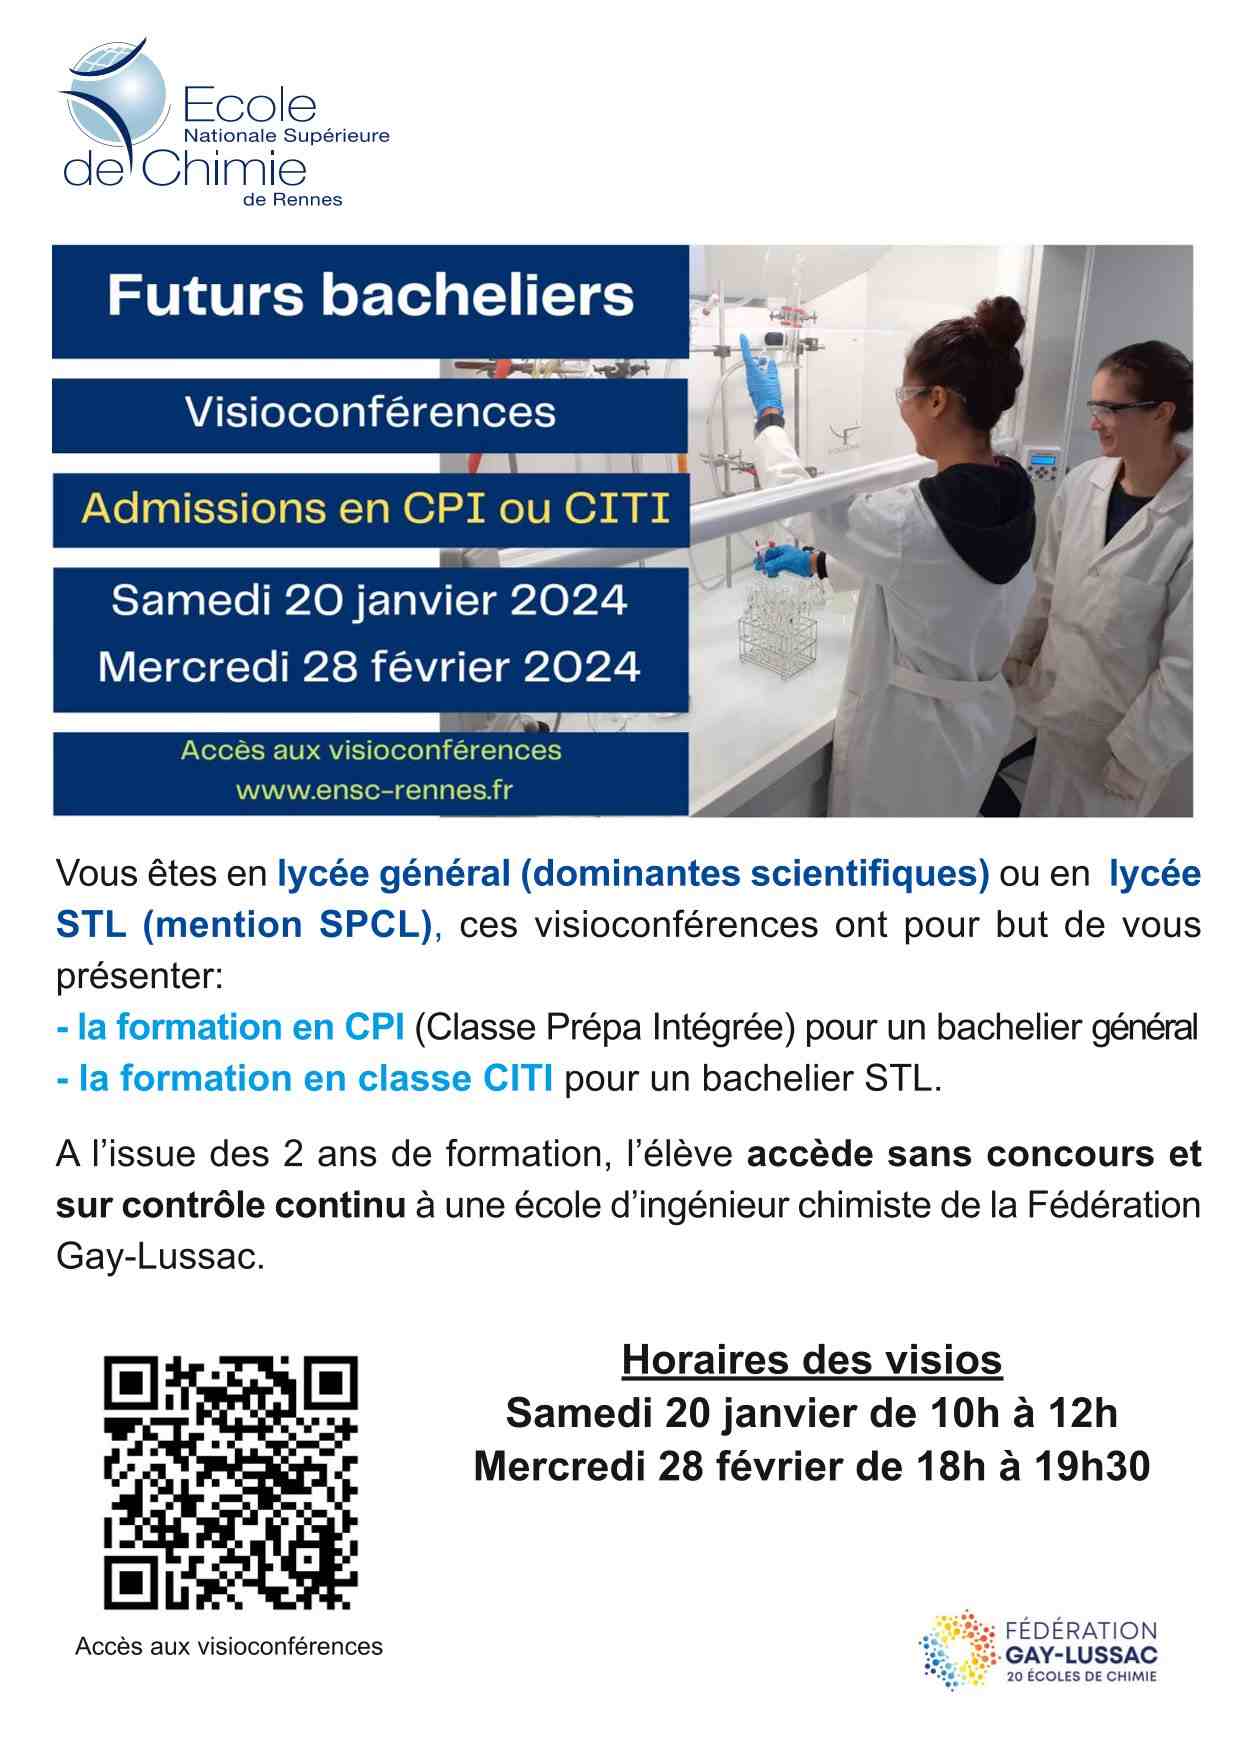 Ecole
Nationale Supérieure
de Chimie
de Rennes
Futurs bacheliers
Visioconférences
Admissions en CPI ou CITI
Samedi 20 janvier 2024
Mercredi 28 février 2024
Accès aux visioconférences
www.ensc-rennes.fr
Vous êtes en lycée général (dominantes scientifiques) ou en lycée
STL (mention SPCL), ces visioconférences ont pour but de vous
présenter:
- la formation en CPI (Classe Prépa Intégrée) pour un bachelier général
- la formation en classe CITI pour un bachelier STL.
A l’issue des 2 ans de formation, l’élève accède sans concours et
sur contrôle continu à une école d’ingénieur chimiste de la Fédération
Gay-Lussac.
Horaires des visios
Samedi 20 janvier de 10h à 12h
Mercredi 28 février de 18h à 19h30
Accès aux visioconférences
FÉDÉRATION
GAY-LUSSAC
20 ÉCOLES DE CHIMIE